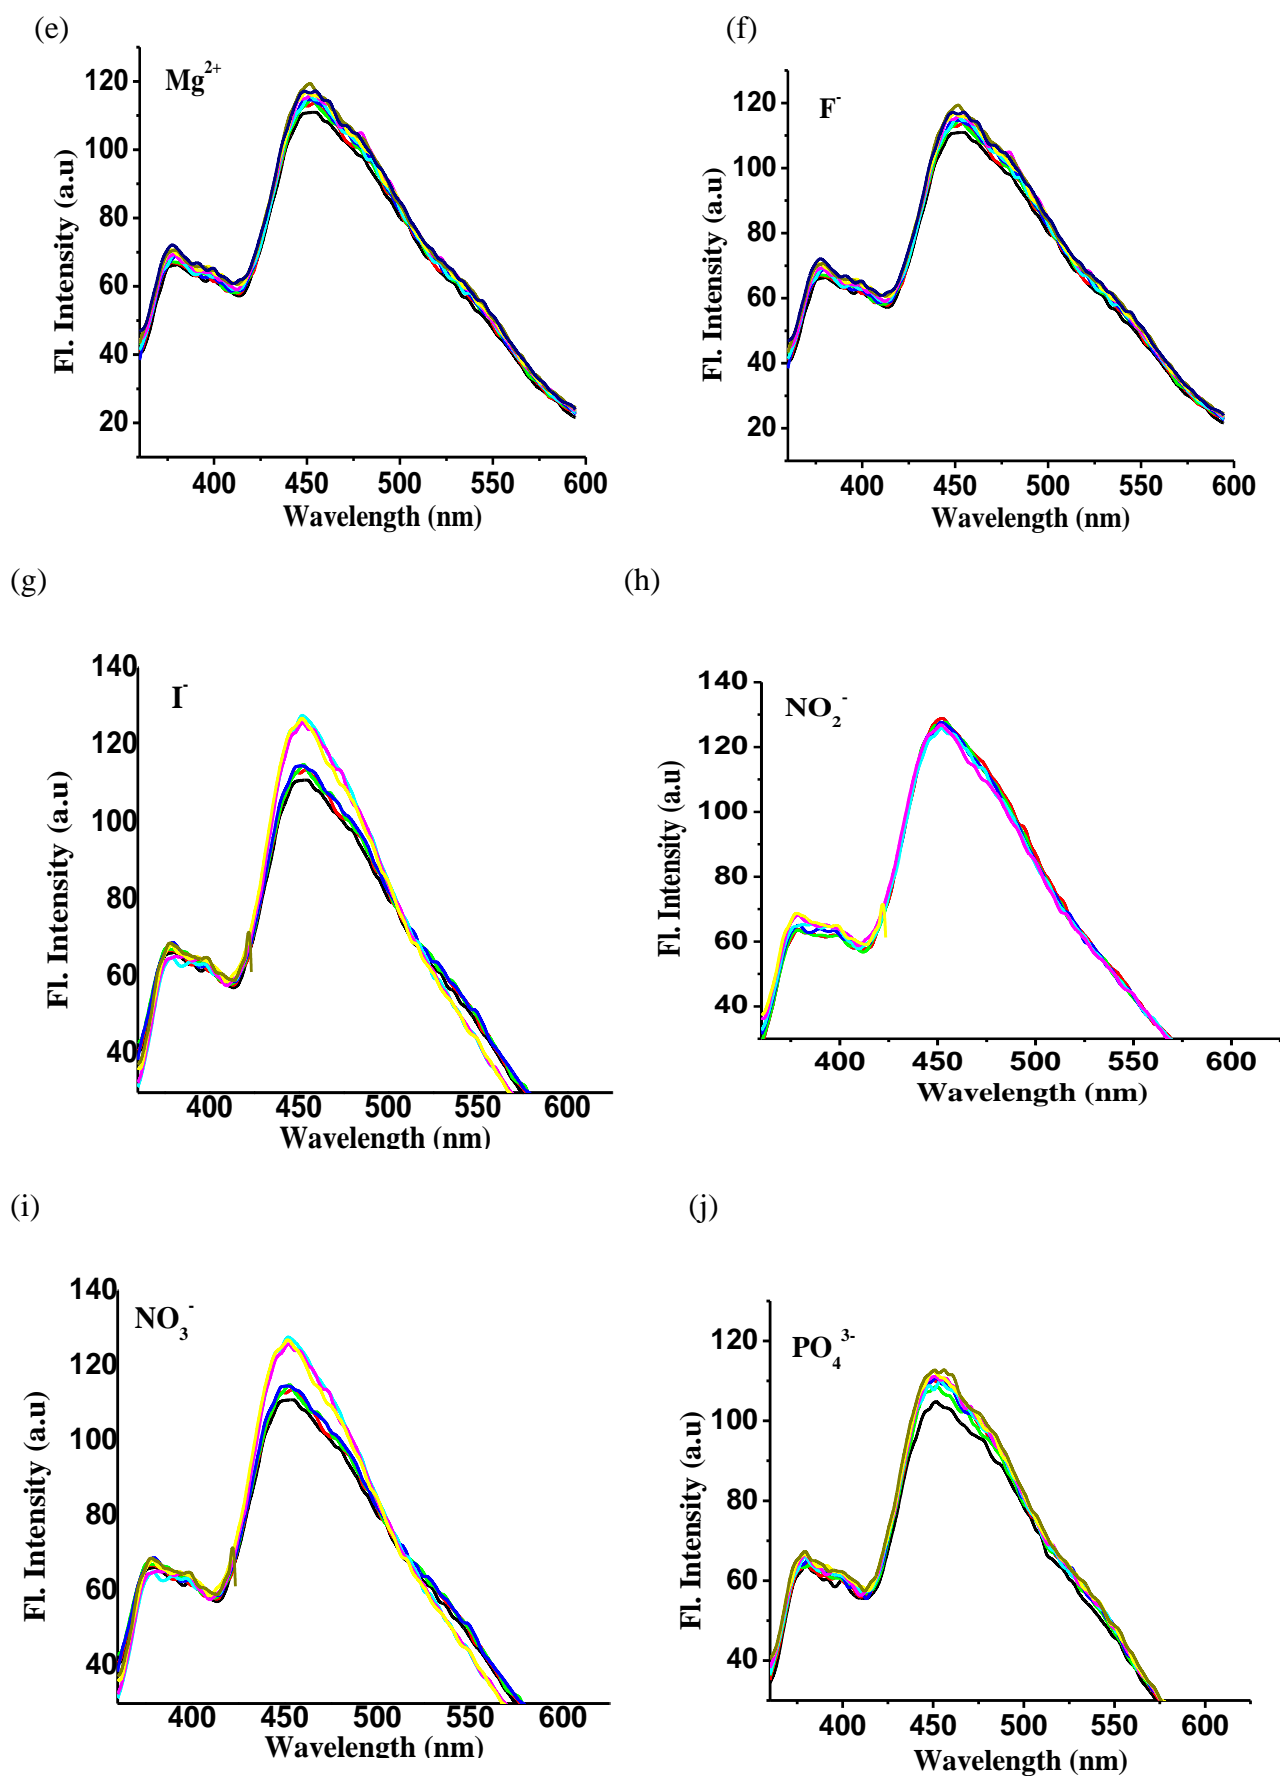 (e)
(f)
Mg2+
120
100
80
60
40
20
Fl. Intensity (a.u)
400 450 500 550 600
Wavelength (nm)
F-
120
100
80
60
40
20
Fl. Intensity (a.u)
400 450 500 550 600
Wavelength (nm)
(g)
(h)
I-
140
120
100
80
60
40
Fl. Intensity (a.u)
400 450 500 550 600
Wavelength (nm)
NO2-
140
120
100
80
60
40
Fl. Intensity (a.u)
400 450 500 550 600
Wavelength (nm)
(i)
(j)
NO3-
140
120
100
80
60
40
Fl. Intensity (a.u)
400 450 500 550 600
Wavelength (nm)
PO43-
120
100
80
60
40
Fl. Intensity (a.u)
400 450 500 550 600
Wavelength (nm)